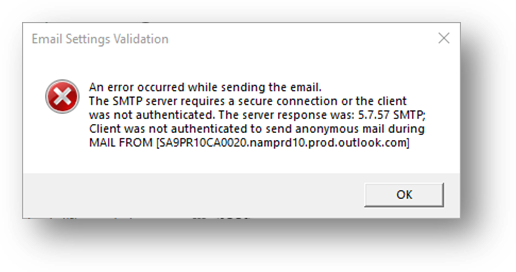 Email Settings Validation
An error occurred while sending the email.
The SMTP server requires a secure connection or the client
was not authenticated. The server response was: 5.7.57 SMTP;
Client was not authenticated to send anonymous mail during
MAIL FROM [SA9PR10CA0020.namprd10.prod.outlook.com]
OK